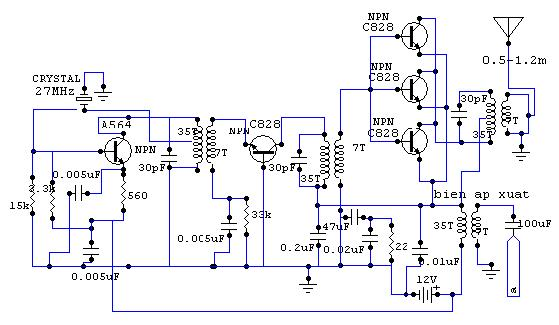 NPN
C828
CRYSTAL
27MHz
NPN
C828
0.5-1.2m
A564
30pF
35T
NPN
C828
NPN
C828
7T
35T
NPN
30pF
7T
30pF
7T
0.005uF
3.3k
560
35T
15k
bien ap xuat
33k
47uF
35T
7T
100uF
0.005uF
0.2uF
0.02uF
22
0.01uF
0.005uF
12V
+
a